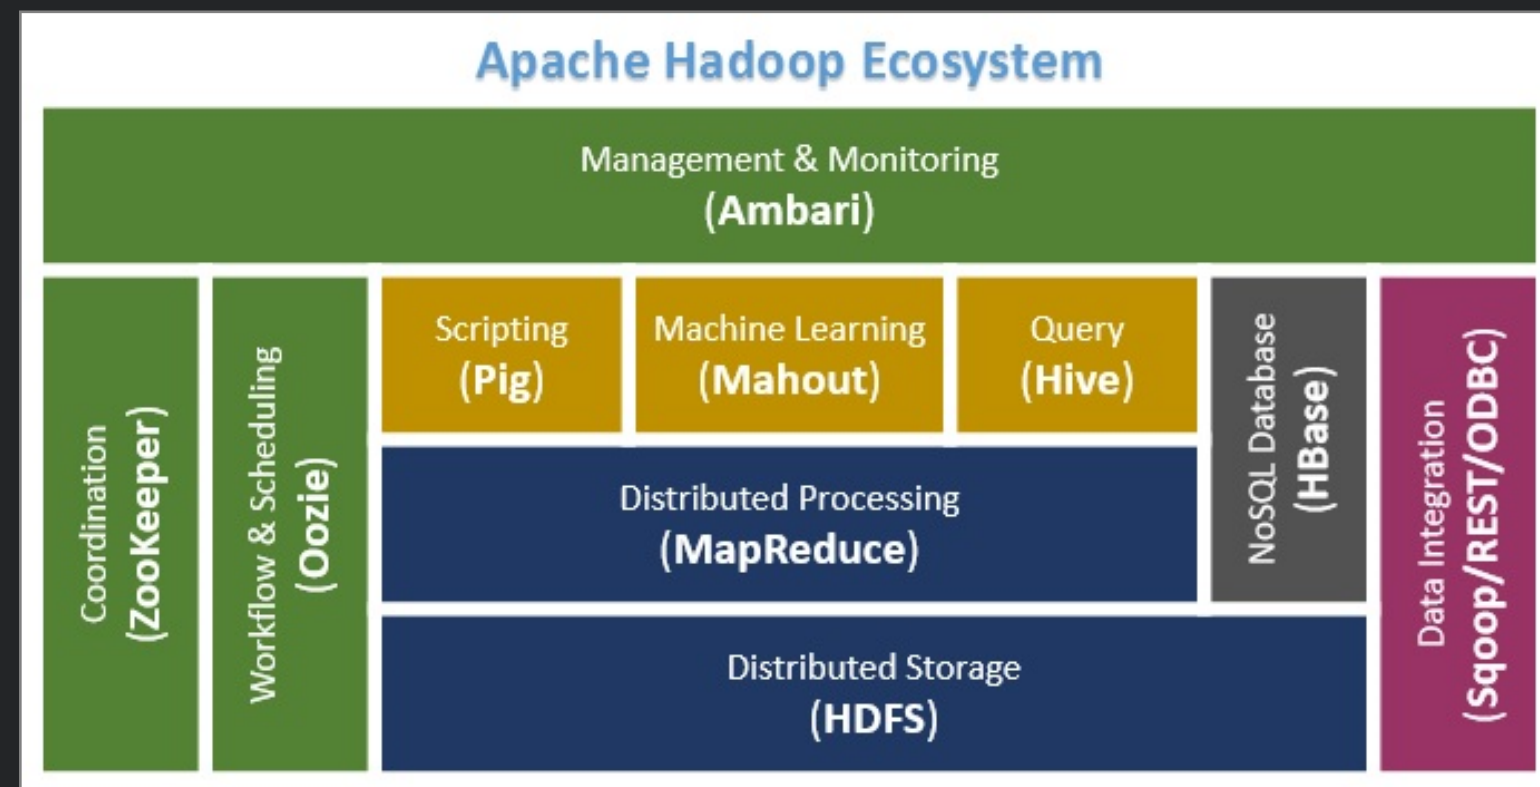 Apache Hadoop Ecosystem
Management & Monitoring
(Ambari)
Coordination
(ZooKeeper)
Workflow & Scheduling
(Oozie)
Scripting
(Pig)
Machine Learning
(Mahout)
Query
(Hive)
Distributed Processing
(MapReduce)
Distributed Storage
(HDFS)
NoSQL Database
(HBase)
Data Integration
(Sqoop/REST/ODBC)